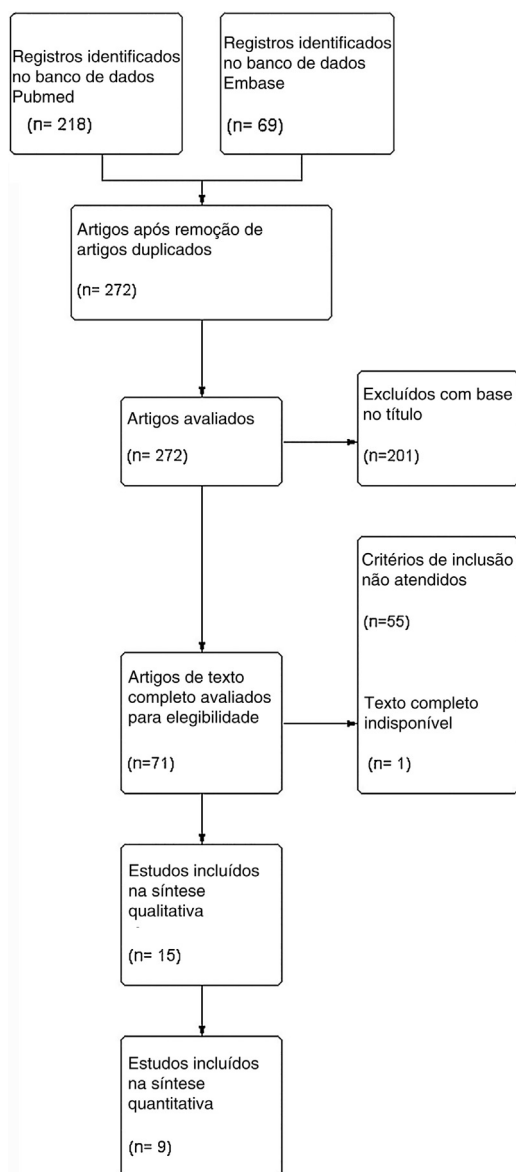 Registros identificados
no banco de dados
Pubmed
(n= 218)
Registros identificados
no banco de dados
Embase
(n= 69)
Artigos após remoção de
artigos duplicados
(n= 272)
Artigos avaliados
(n= 272)
Excluídos com base
no título
(n=201)
Critérios de inclusão
não atendidos
(n=55)
Texto completo
indisponível
(n= 1)
Artigos de texto
completo avaliados
para elegibilidade
(n=71)
Estudos incluídos
na síntese
qualitativa
(n= 15)
Estudos incluídos
na síntese
quantitativa
(n= 9)